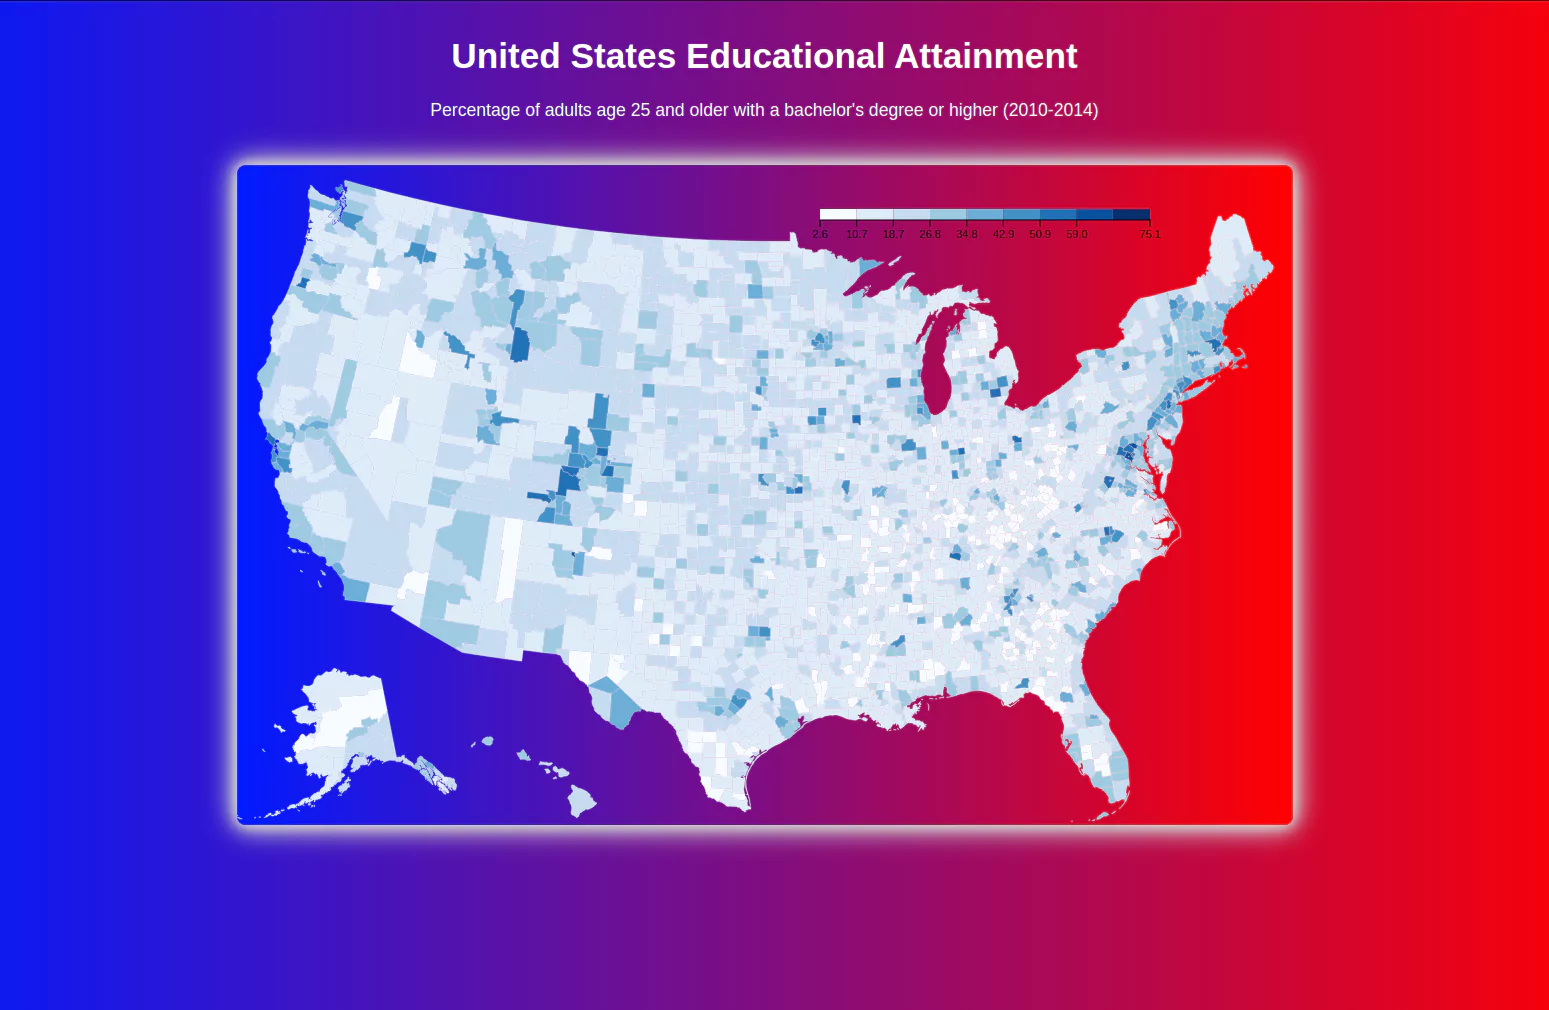 United States Educational Attainment
Percentage of adults age 25 and older with a bachelor's degree or higher (2010-2014)
2.6 10.7 18.7 26.8 34.8 42.9 50.9 59.0 75.1